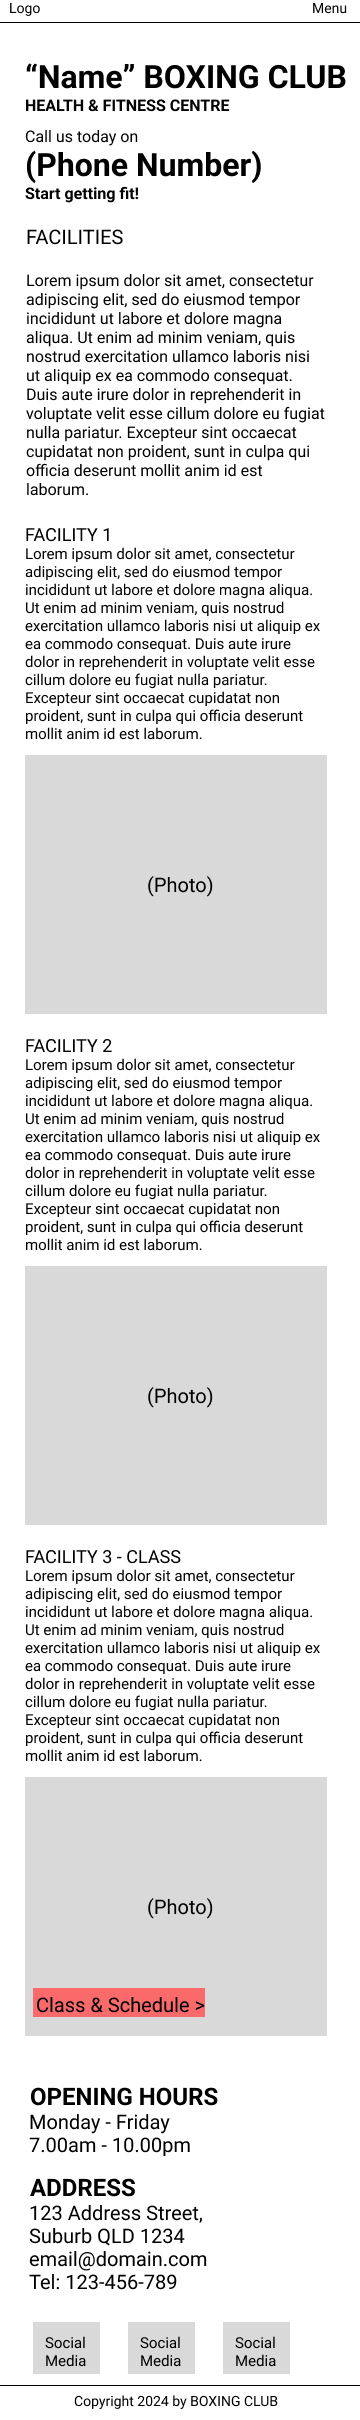 Logo
Menu
“Name” BOXING CLUB
HEALTH & FITNESS CENTRE
Call us today on
(Phone Number)
Start getting fit!
FACILITIES
Lorem ipsum dolor sit amet, consectetur
adipiscing elit, sed do eiusmod tempor
incididunt ut labore et dolore magna
aliqua. Ut enim ad minim veniam, quis
nostrud exercitation ullamco laboris nisi
ut aliquip ex ea commodo consequat.
Duis aute irure dolor in reprehenderit in
voluptate velit esse cillum dolore eu fugiat
nulla pariatur. Excepteur sint occaecat
cupidatat non proident, sunt in culpa qui
officia deserunt mollit anim id est
laborum.
FACILITY 1
Lorem ipsum dolor sit amet, consectetur
adipiscing elit, sed do eiusmod tempor
incididunt ut labore et dolore magna aliqua.
Ut enim ad minim veniam, quis nostrud
exercitation ullamco laboris nisi ut aliquip ex
ea commodo consequat. Duis aute irure
dolor in reprehenderit in voluptate velit esse
cillum dolore eu fugiat nulla pariatur.
Excepteur sint occaecat cupidatat non
proident, sunt in culpa qui officia deserunt
mollit anim id est laborum.
(Photo)
FACILITY 2
Lorem ipsum dolor sit amet, consectetur
adipiscing elit, sed do eiusmod tempor
incididunt ut labore et dolore magna aliqua.
Ut enim ad minim veniam, quis nostrud
exercitation ullamco laboris nisi ut aliquip ex
ea commodo consequat. Duis aute irure
dolor in reprehenderit in voluptate velit esse
cillum dolore eu fugiat nulla pariatur.
Excepteur sint occaecat cupidatat non
proident, sunt in culpa qui officia deserunt
mollit anim id est laborum.
(Photo)
FACILITY 3 - CLASS
Lorem ipsum dolor sit amet, consectetur
adipiscing elit, sed do eiusmod tempor
incididunt ut labore et dolore magna aliqua.
Ut enim ad minim veniam, quis nostrud
exercitation ullamco laboris nisi ut aliquip ex
ea commodo consequat. Duis aute irure
dolor in reprehenderit in voluptate velit esse
cillum dolore eu fugiat nulla pariatur.
Excepteur sint occaecat cupidatat non
proident, sunt in culpa qui officia deserunt
mollit anim id est laborum.
(Photo)
Class & Schedule >
OPENING HOURS
Monday - Friday
7.00am - 10.00pm
ADDRESS
123 Address Street,
Suburb QLD 1234
email@domain.com
Tel: 123-456-789
Social
Media
Social
Media
Social
Media
Copyright 2024 by BOXING CLUB